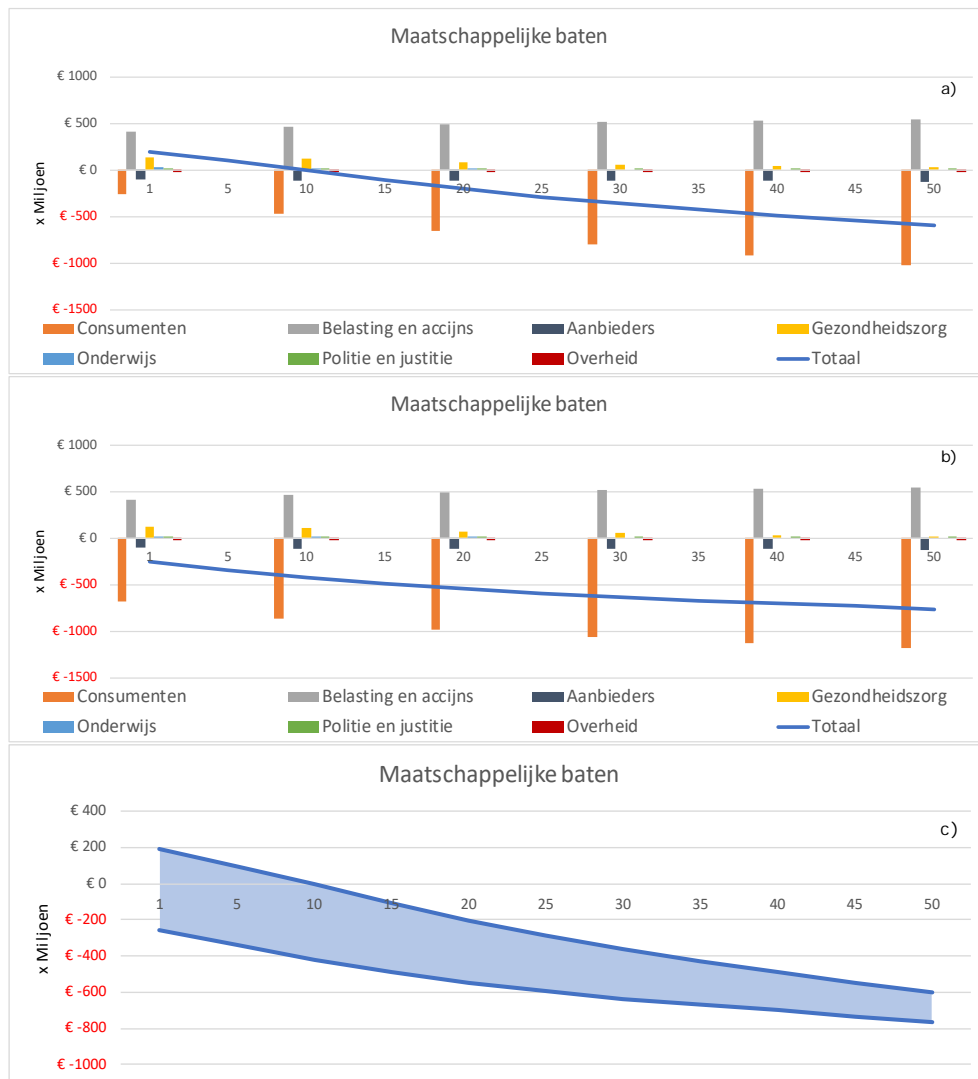 Maatschappelijke baten
a)
€ 1000
€ 500
€ 0
€ -500
€ -1000
€ -1500
x Miljoen
1 5 10 15 20 25 30 35 40 45 50
Consumenten Belasting en accijns Aanbieders Gezondheidszorg
Onderwijs Politie en justitie Overheid Totaal
Maatschappelijke baten
b)
€ 1000
€ 500
€ 0
€ -500
€ -1000
€ -1500
x Miljoen
1 5 10 15 20 25 30 35 40 45 50
Consumenten Belasting en accijns Aanbieders Gezondheidszorg
Onderwijs Politie en justitie Overheid Totaal
Maatschappelijke baten
c)
€ 400
€ 200
€ 0
€ -200
€ -400
€ -600
€ -800
€ -1000
x Miljoen
1 5 10 15 20 25 30 35 40 45 50